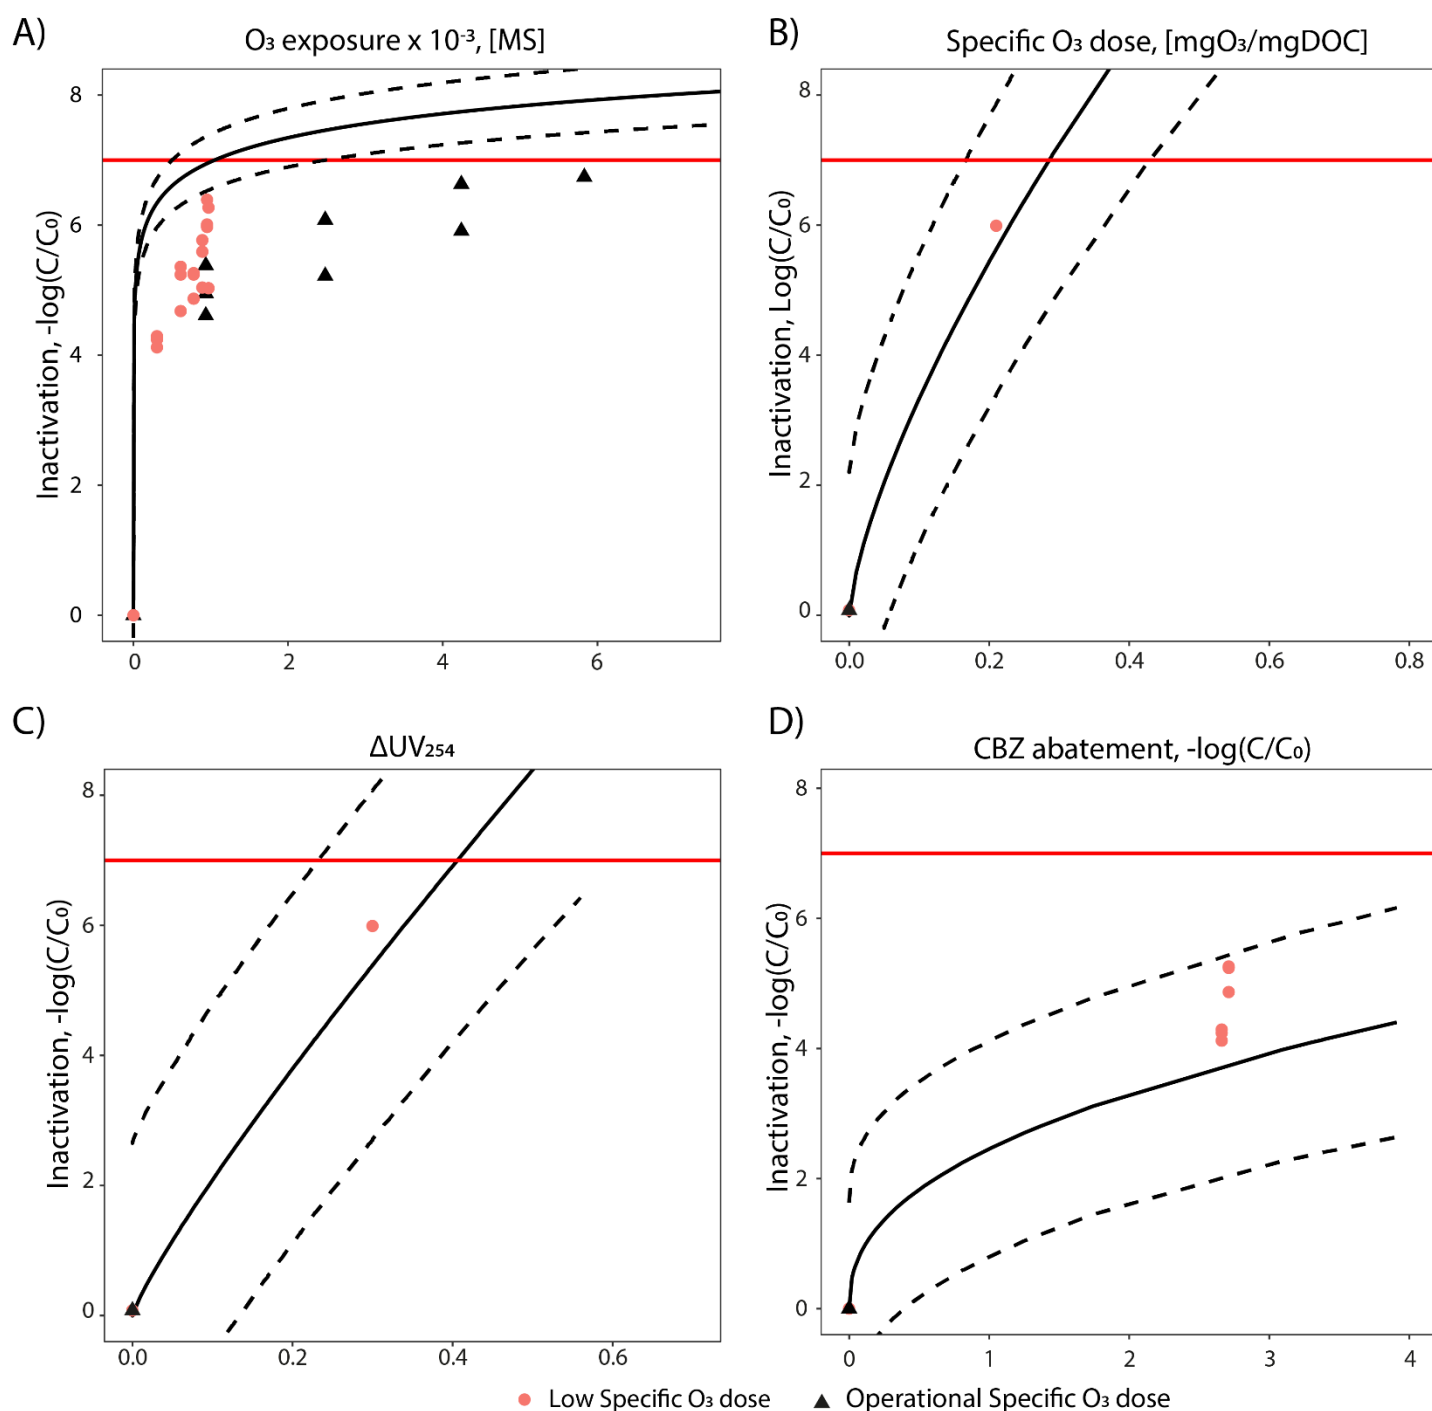 A)
O₃ exposure x 10⁻³, [MS]
Inactivation, -log(C/C₀)
8
6
4
2
0
0 2 4 6
B)
Specific O₃ dose, [mgO₃/mgDOC]
Inactivation, Log(C/C₀)
8
6
4
2
0
0.0 0.2 0.4 0.6 0.8
C)
ΔUV₂₅₄
Inactivation, -log(C/C₀)
8
6
4
2
0
0.0 0.2 0.4 0.6
D)
CBZ abatement, -log(C/C₀)
Inactivation, -log(C/C₀)
8
6
4
2
0
0 1 2 3 4
Low Specific O₃ dose
Operational Specific O₃ dose